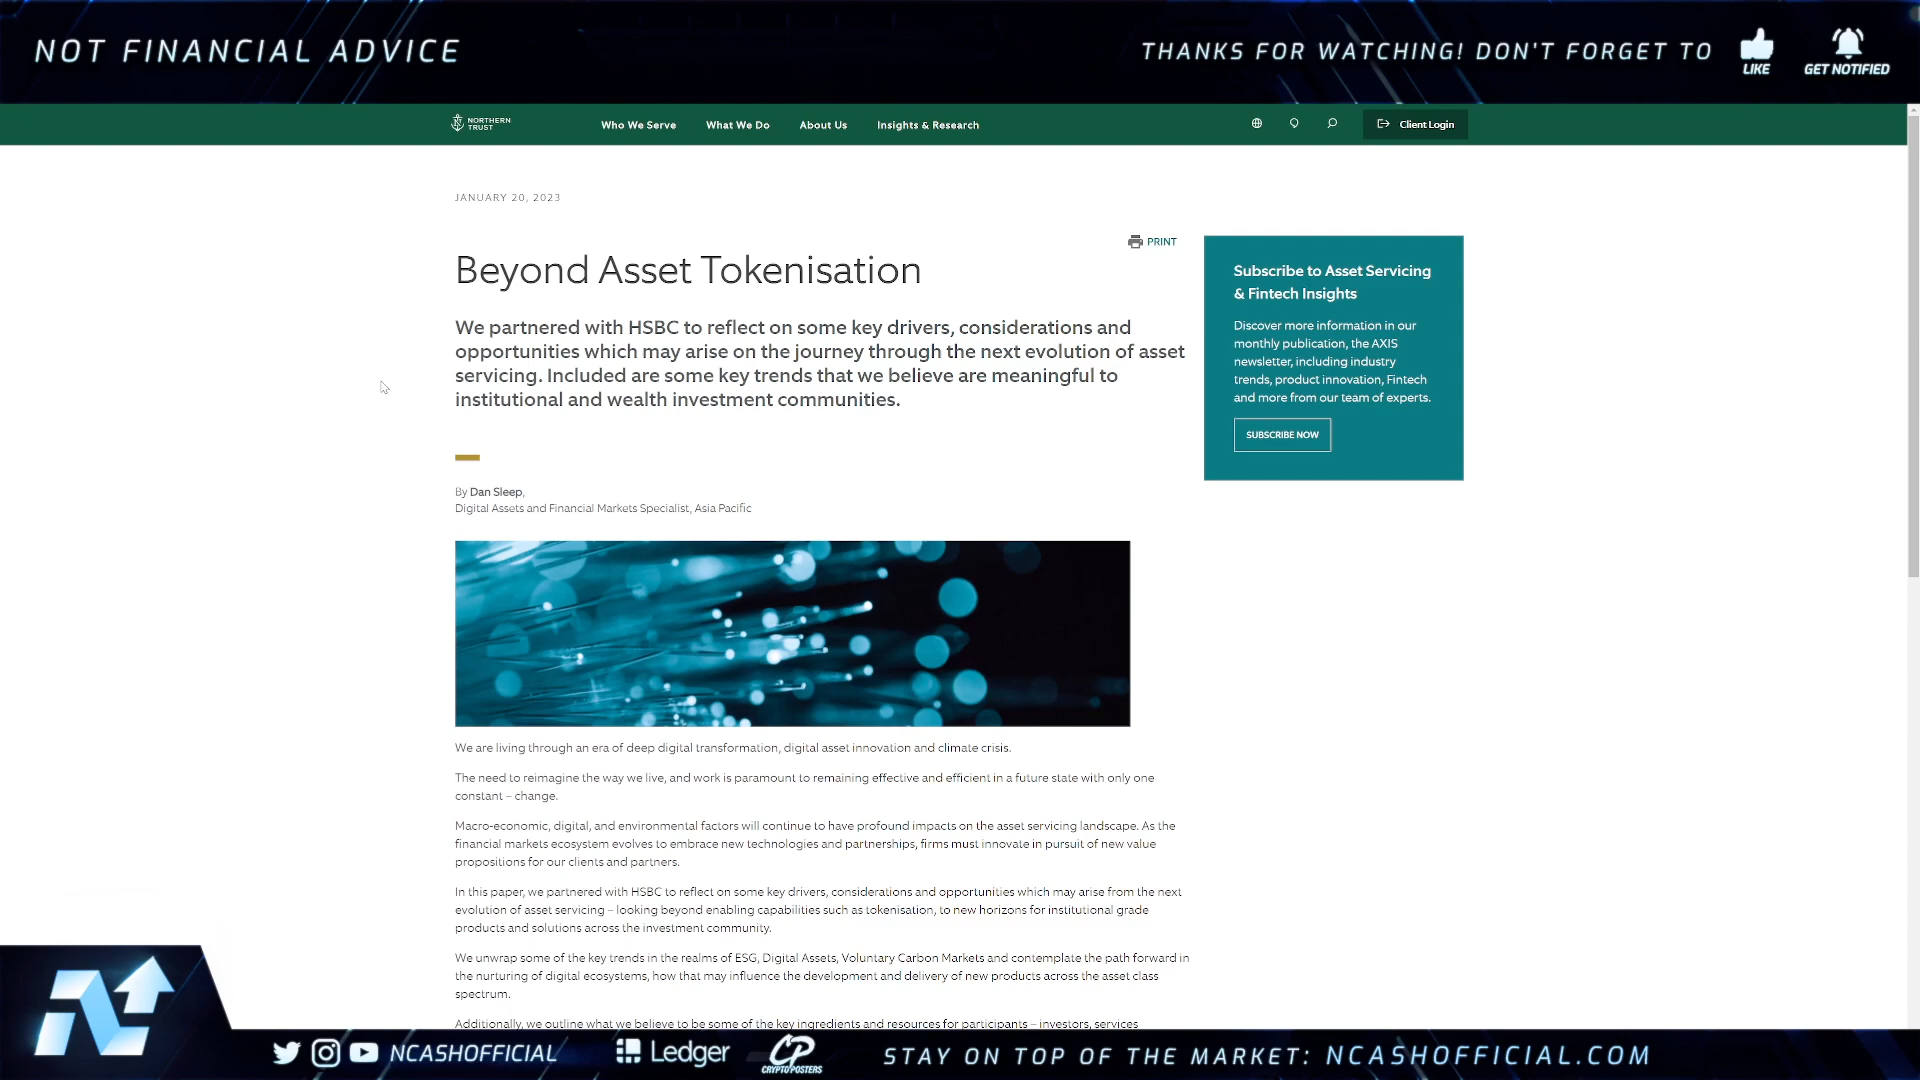 NOT FINANCIAL ADVICE
THANKS FOR WATCHING! DON'T FORGET TO
LIKE
GET NOTIFIED
NORTHERN
TRUST
Who We Serve
What We Do
About Us
Insights & Research
Client Login
JANUARY 20, 2023
PRINT
Beyond Asset Tokenisation
We partnered with HSBC to reflect on some key drivers, considerations and
opportunities which may arise on the journey through the next evolution of asset
servicing. Included are some key trends that we believe are meaningful to
institutional and wealth investment communities.
Subscribe to Asset Servicing
& Fintech Insights
Discover more information in our
monthly publication, the AXIS
newsletter, including industry
trends, product innovation, Fintech
and more from our team of experts.
SUBSCRIBE NOW
By Dan Sleep,
Digital Assets and Financial Markets Specialist, Asia Pacific
We are living through an era of deep digital transformation, digital asset innovation and climate crisis.
The need to reimagine the way we live, and work is paramount to remaining effective and efficient in a future state with only one
constant – change.
Macro-economic, digital, and environmental factors will continue to have profound impacts on the asset servicing landscape. As the
financial markets ecosystem evolves to embrace new technologies and partnerships, firms must innovate in pursuit of new value
propositions for our clients and partners.
In this paper, we partnered with HSBC to reflect on some key drivers, considerations and opportunities which may arise from the next
evolution of asset servicing – looking beyond enabling capabilities such as tokenisation, to new horizons for institutional grade
products and solutions across the investment community.
We unwrap some of the key trends in the realms of ESG, Digital Assets, Voluntary Carbon Markets and contemplate the path forward in
the nurturing of digital ecosystems, how that may influence the development and delivery of new products across the asset class
spectrum.
Additionally, we outline what we believe to be some of the key ingredients and resources for participants – investors, services
NCASHOFFICIAL
Ledger
CP
CRYPTOPOSTERS
STAY ON TOP OF THE MARKET: NCASHOFFICIAL.COM